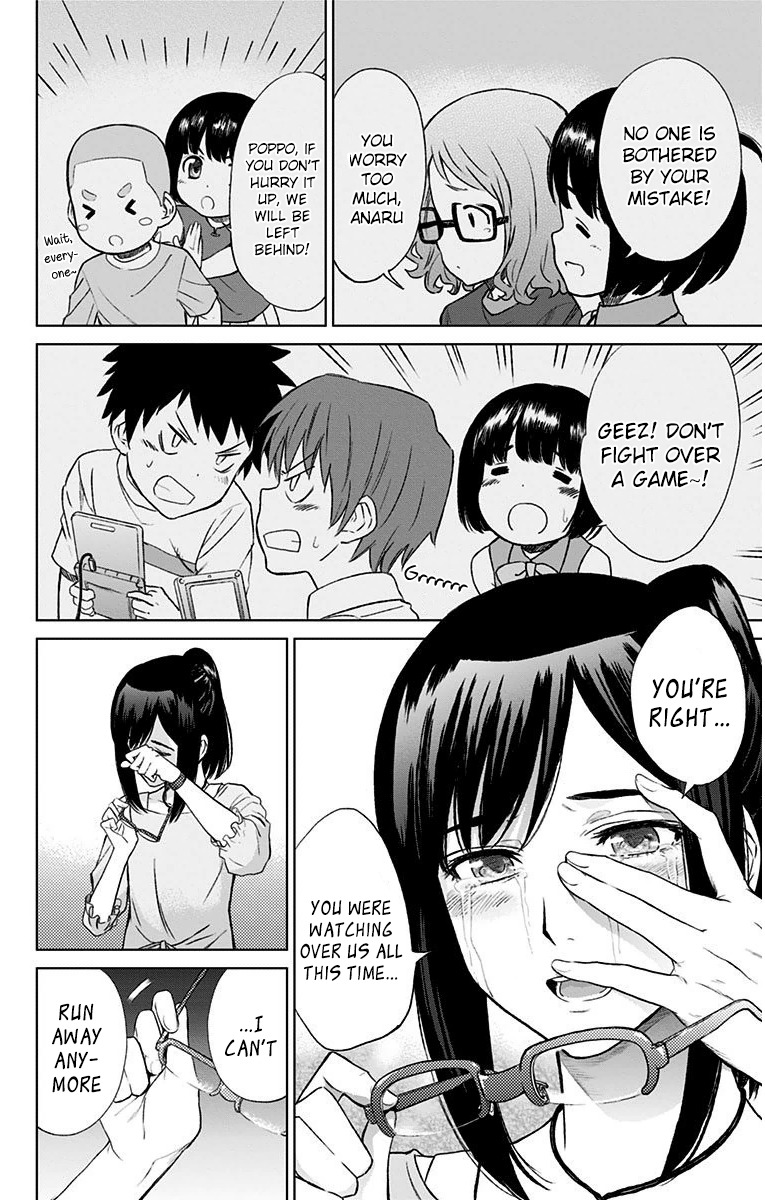 NO ONE IS
BOTHERED
BY YOUR
MISTAKE!
YOU
WORRY
TOO
MUCH,
ANARU
POPPO, IF
YOU DON'T
HURRY IT
UP, WE
WILL BE
LEFT
BEHIND!
Wait,
every-
one~
GEEZ! DON'T
FIGHT OVER
A GAME~!
Grrrrrr
YOU'RE
RIGHT...
YOU WERE
WATCHING
OVER US ALL
THIS TIME...
...I
CAN'T
RUN
AWAY
ANY-
MORE